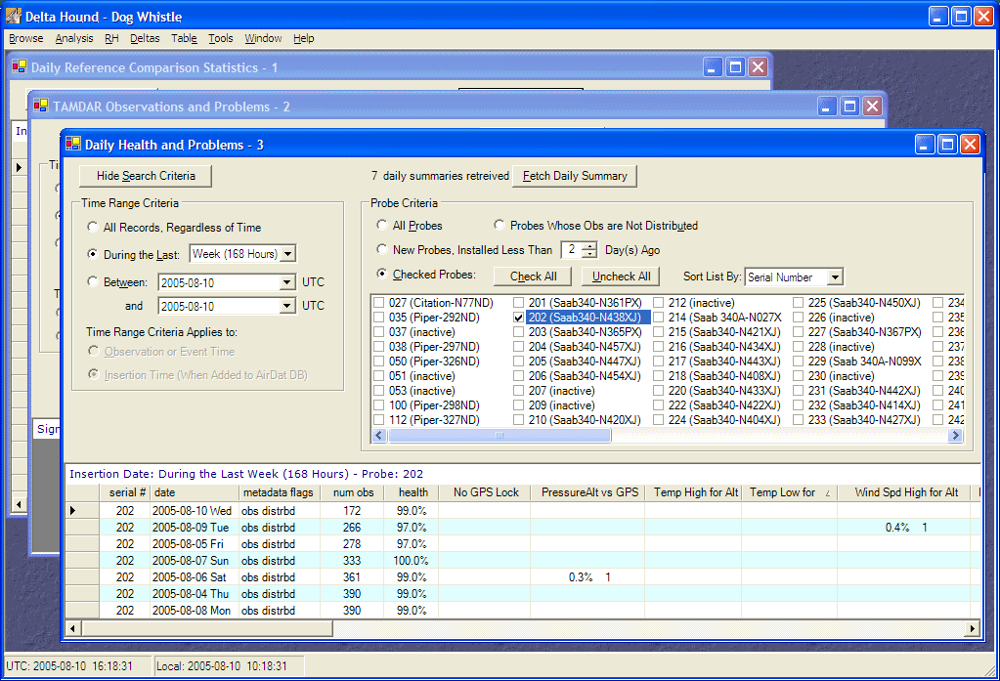 Delta Hound - Dog Whistle
Browse Analysis RH Deltas Table Tools Window Help
Daily Reference Comparison Statistics - 1
TAMDAR Observations and Problems - 2
In
Daily Health and Problems - 3
Hide Search Criteria
7 daily summaries retreived
Fetch Daily Summary
Time Range Criteria
All Records, Regardless of Time
During the Last: Week (168 Hours)
Between: 2005-08-10 UTC
and 2005-08-10 UTC
Time Range Criteria Applies to:
Observation or Event Time
Insertion Time (When Added to AirDat DB)
Probe Criteria
All Probes Probes Whose Obs are Not Distributed
New Probes, Installed Less Than 2 Day(s) Ago
Checked Probes: Check All Uncheck All Sort List By: Serial Number
027 (Citation-N77ND) 201 (Saab340-N361PX) 212 (inactive) 225 (Saab340-N450XJ) 234
035 (Piper-292ND) 202 (Saab340-N438XJ) 214 (Saab 340A-N027X 226 (inactive) 235
037 (inactive) 203 (Saab340-N365PX) 215 (Saab340-N421XJ) 227 (Saab340-N367PX) 236
038 (Piper-297ND) 204 (Saab340-N457XJ) 216 (Saab340-N434XJ) 228 (inactive) 237
050 (Piper-326ND) 205 (Saab340-N447XJ) 217 (Saab340-N443XJ) 229 (Saab 340A-N099X 238
051 (inactive) 206 (Saab340-N454XJ) 218 (Saab340-N408XJ) 230 (inactive) 239
053 (inactive) 207 (inactive) 220 (Saab340-N433XJ) 231 (Saab340-N442XJ) 240
100 (Piper-298ND) 209 (inactive) 222 (Saab340-N422XJ) 232 (Saab340-N414XJ) 241
112 (Piper-327ND) 210 (Saab340-N420XJ) 224 (Saab340-N404XJ) 233 (Saab340-N427XJ) 242
Sign
Insertion Date: During the Last Week (168 Hours) - Probe: 202
serial # date metadata flags num obs health No GPS Lock PressureAlt vs GPS Temp High for Alt Temp Low for Wind Spd High for Alt
202 2005-08-10 Wed obs distrbd 172 99.0%
202 2005-08-09 Tue obs distrbd 266 97.0% 0.4% 1
202 2005-08-05 Fri obs distrbd 278 97.0%
202 2005-08-07 Sun obs distrbd 333 100.0%
202 2005-08-06 Sat obs distrbd 361 99.0% 0.3% 1
202 2005-08-04 Thu obs distrbd 390 99.0%
202 2005-08-08 Mon obs distrbd 390 99.0%
UTC: 2005-08-10 16:18:31 Local: 2005-08-10 10:18:31